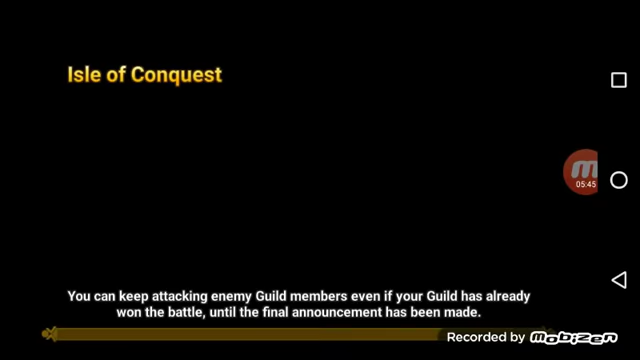 Isle of Conquest
05:45
You can keep attacking enemy Guild members even if your Guild has already
won the battle, until the final announcement has been made.
Recorded by Mobizen